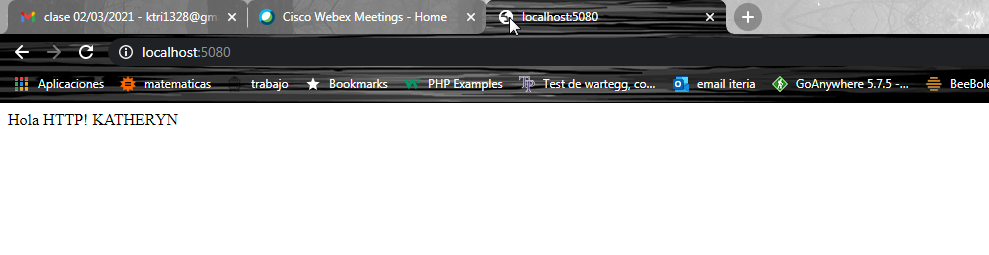 clase 02/03/2021 - ktri1328@gm
Cisco Webex Meetings - Home
localhost:5080
localhost:5080
Aplicaciones
matematicas
trabajo
Bookmarks
PHP Examples
Test de wartegg, co...
email iteria
GoAnywhere 5.7.5 -...
BeeBole
Hola HTTP! KATHERYN